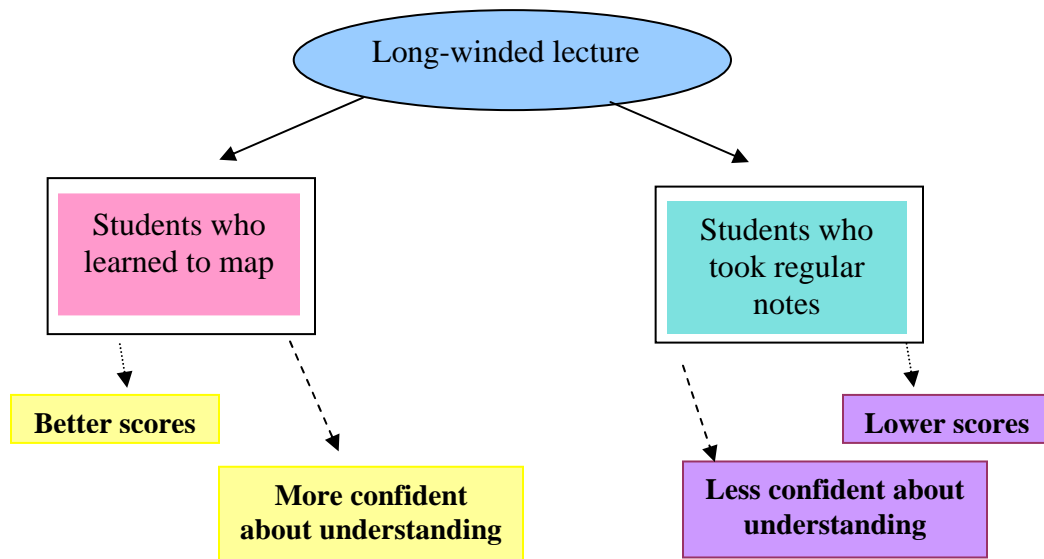 Long-winded lecture
Students who
learned to map
Students who
took regular
notes
Better scores
Lower scores
More confident
about understanding
Less confident about
understanding